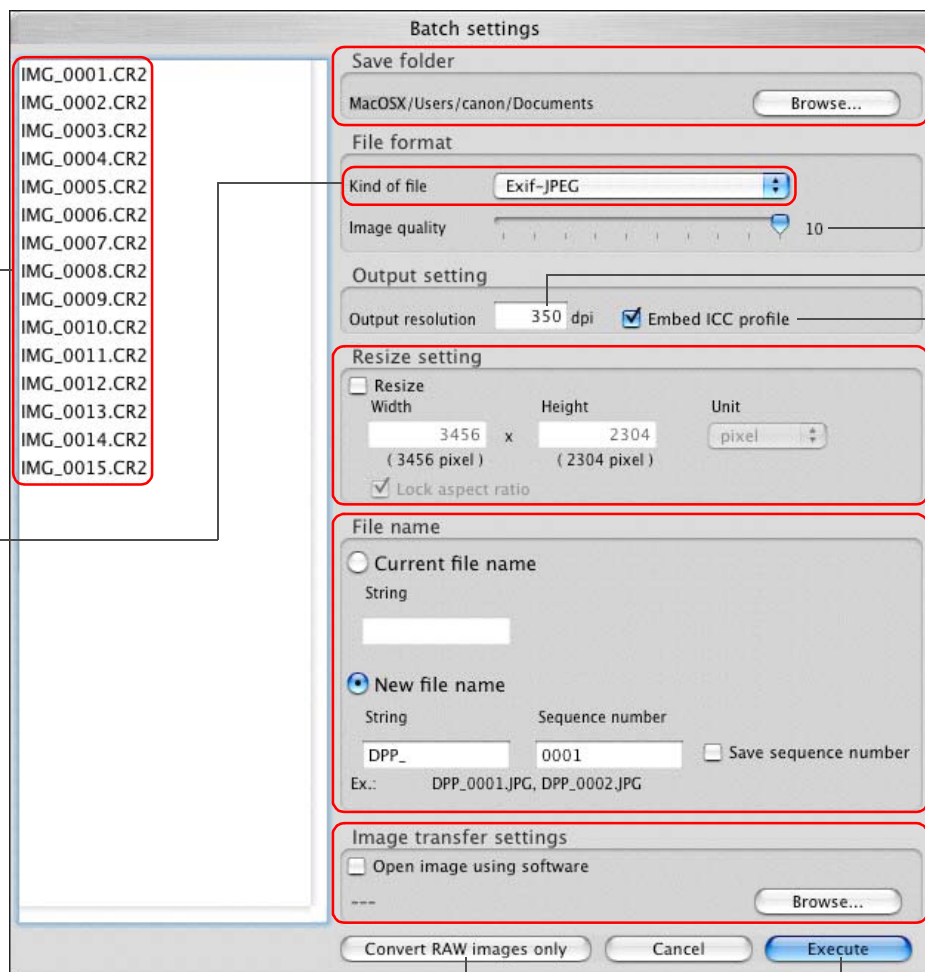 Batch settings
IMG_0001.CR2
IMG_0002.CR2
IMG_0003.CR2
IMG_0004.CR2
IMG_0005.CR2
IMG_0006.CR2
IMG_0007.CR2
IMG_0008.CR2
IMG_0009.CR2
IMG_0010.CR2
IMG_0011.CR2
IMG_0012.CR2
IMG_0013.CR2
IMG_0014.CR2
IMG_0015.CR2
Save folder
MacOSX/Users/canon/Documents Browse...
File format
Kind of file Exif-JPEG
Image quality 10
Output setting
Output resolution 350 dpi Embed ICC profile
Resize setting
Resize
Width Height Unit
3456 x 2304 pixel
( 3456 pixel ) ( 2304 pixel )
Lock aspect ratio
File name
Current file name
String
New file name
String Sequence number
DPP_ 0001 Save sequence number
Ex.: DPP_0001.JPG, DPP_0002.JPG
Image transfer settings
Open image using software
--- Browse...
Convert RAW images only Cancel Execute